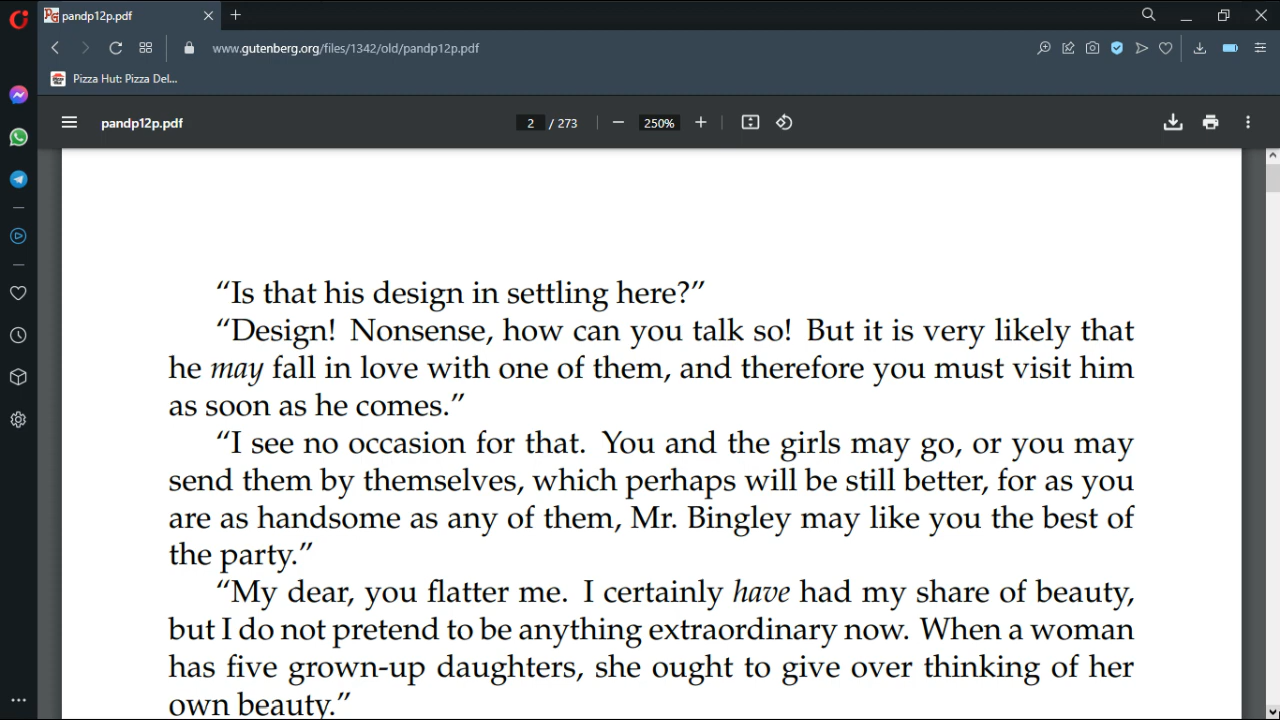 pandp12p.pdf
www.gutenberg.org/files/1342/old/pandp12p.pdf
Pizza Hut: Pizza Del...
pandp12p.pdf
2 / 273
250%
“Is that his design in settling here?”
“Design! Nonsense, how can you talk so! But it is very likely that
he may fall in love with one of them, and therefore you must visit him
as soon as he comes.”
“I see no occasion for that. You and the girls may go, or you may
send them by themselves, which perhaps will be still better, for as you
are as handsome as any of them, Mr. Bingley may like you the best of
the party.”
“My dear, you flatter me. I certainly have had my share of beauty,
but I do not pretend to be anything extraordinary now. When a woman
has five grown-up daughters, she ought to give over thinking of her
own beauty.”